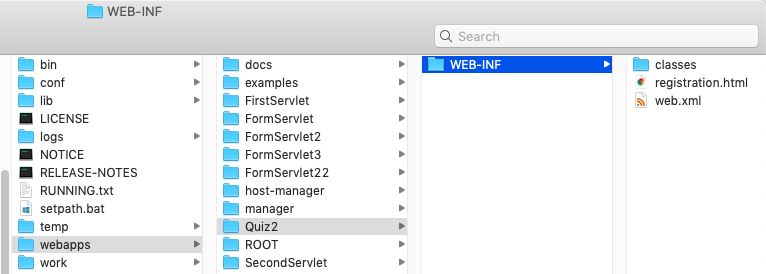 WEB-INF
Search
bin
conf
lib
LICENSE
logs
NOTICE
RELEASE-NOTES
RUNNING.txt
setpath.bat
temp
webapps
work
docs
examples
FirstServlet
FormServlet
FormServlet2
FormServlet3
FormServlet22
host-manager
manager
Quiz2
ROOT
SecondServlet
WEB-INF
classes
registration.html
web.xml